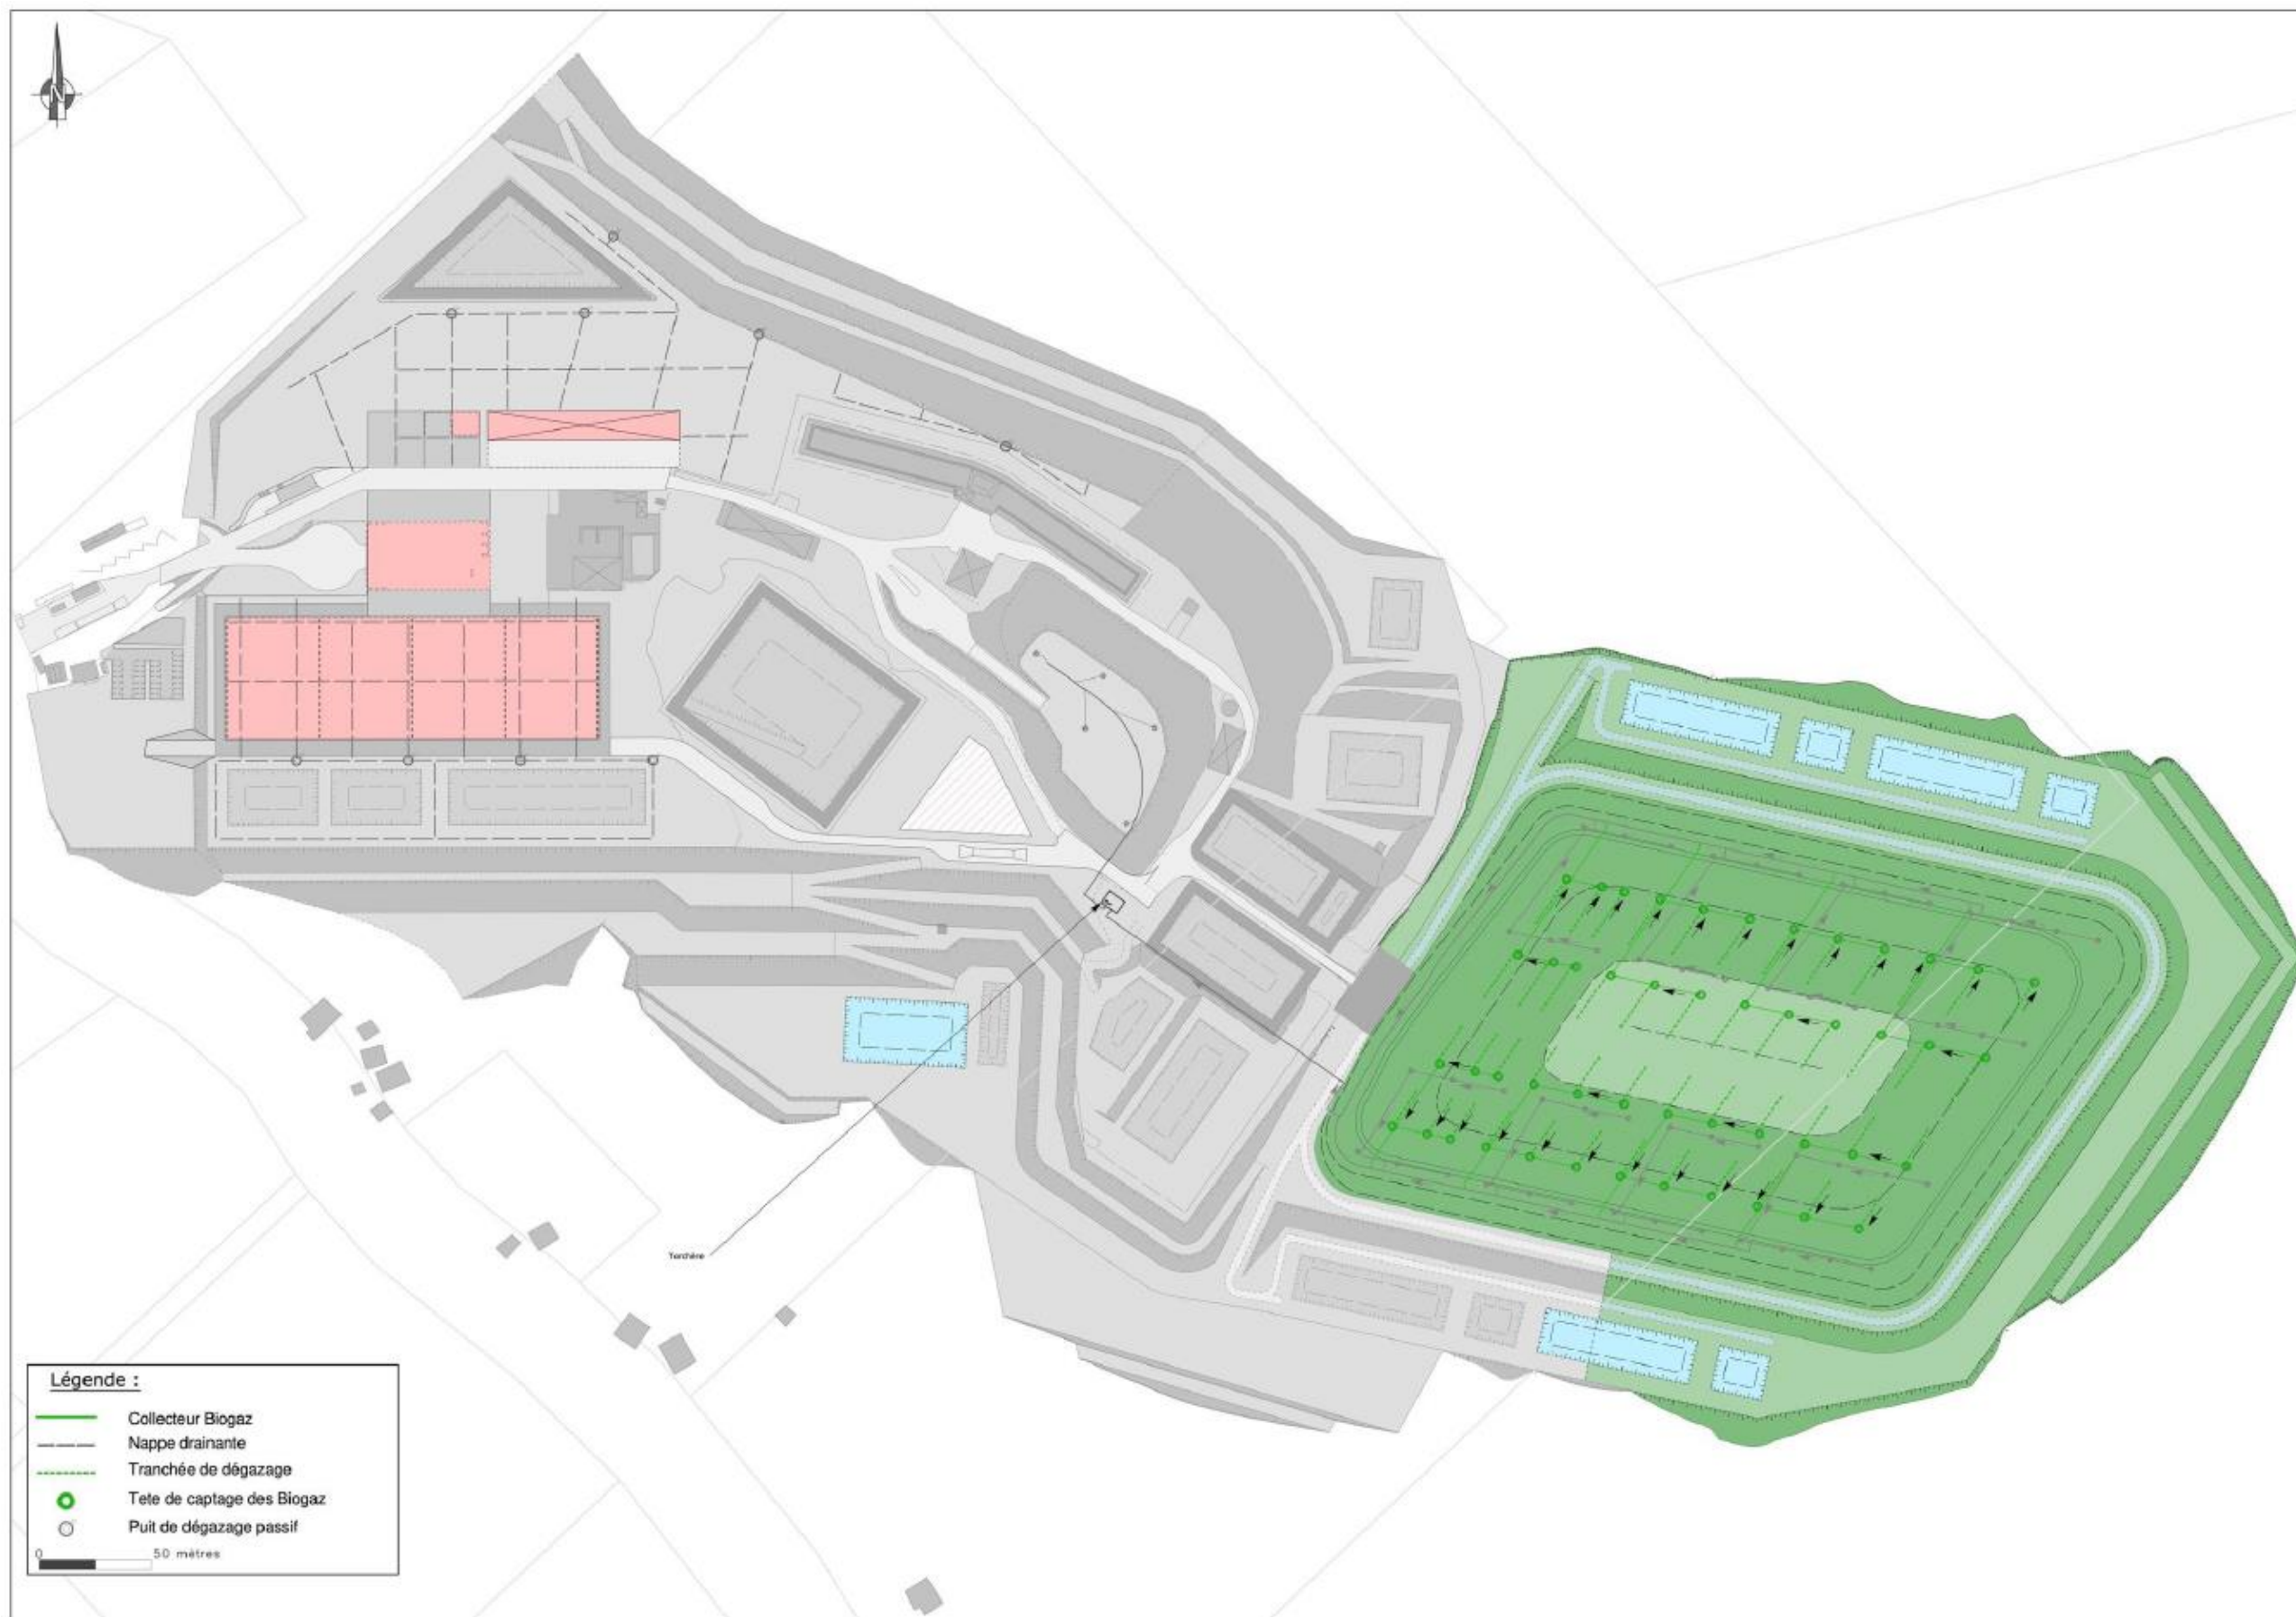 N
Torchère
Légende :
Collecteur Biogaz
Nappe drainante
Tranchée de dégazage
Tete de captage des Biogaz
Puit de dégazage passif
0 50 mètres